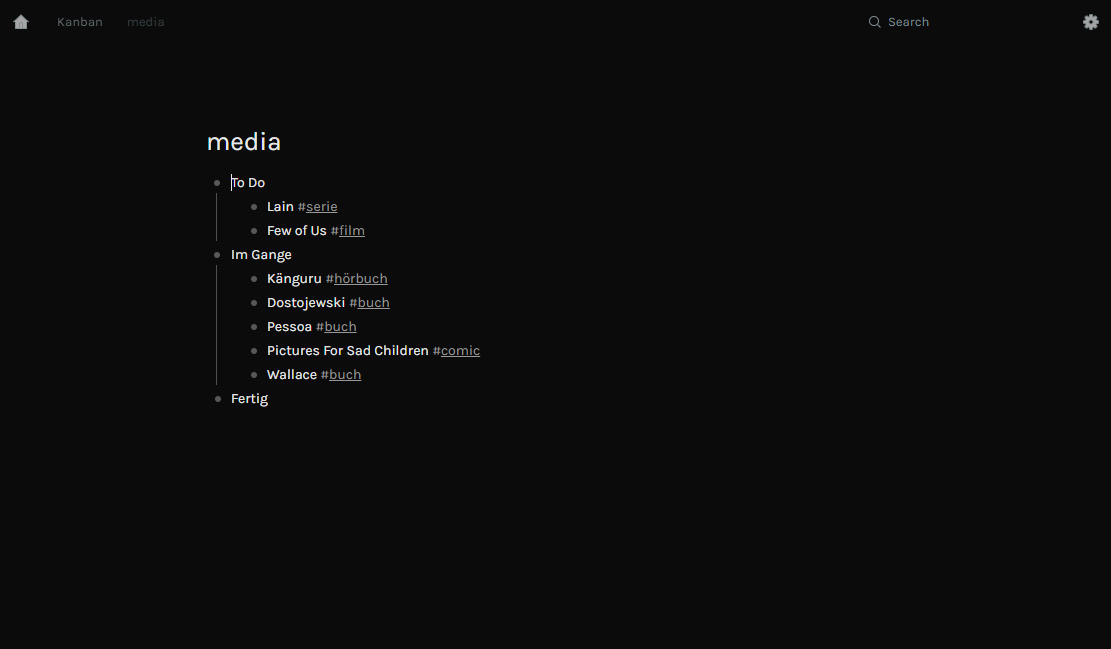 Kanban media Search
media
To Do
Lain #serie
Few of Us #film
Im Gange
Känguru #hörbuch
Dostojewski #buch
Pessoa #buch
Pictures For Sad Children #comic
Wallace #buch
Fertig